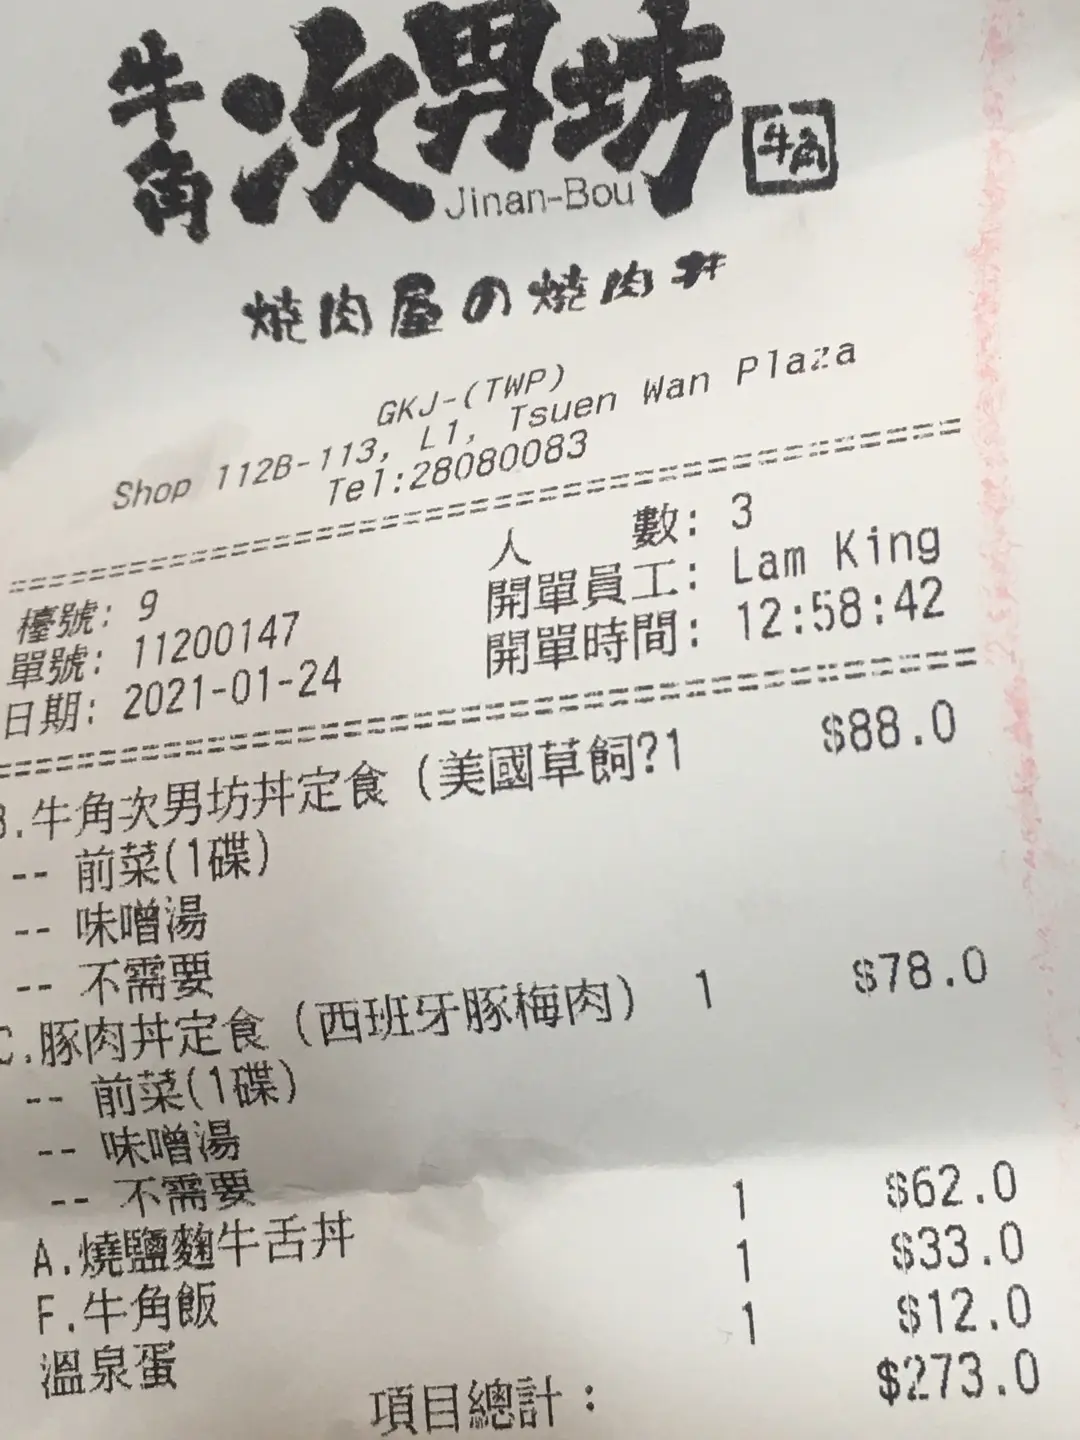 牛角 次男坊 牛角
Jinan-Bou
焼肉屋の焼肉丼
GKJ-(TWP)
Shop 112B-113, L1, Tsuen Wan Plaza
Tel:28080083
檯號: 9 人 數: 3
單號: 11200147 開單員工: Lam King
日期: 2021-01-24 開單時間: 12:58:42
B.牛角次男坊丼定食 (美國草飼?1 $88.0
-- 前菜(1碟)
-- 味噌湯
-- 不需要
C.豚肉丼定食 (西班牙豚梅肉) 1 $78.0
-- 前菜(1碟)
-- 味噌湯
-- 不需要
A.燒鹽麴牛舌丼 1 $62.0
F.牛角飯 1 $33.0
溫泉蛋 1 $12.0
項目總計: $273.0